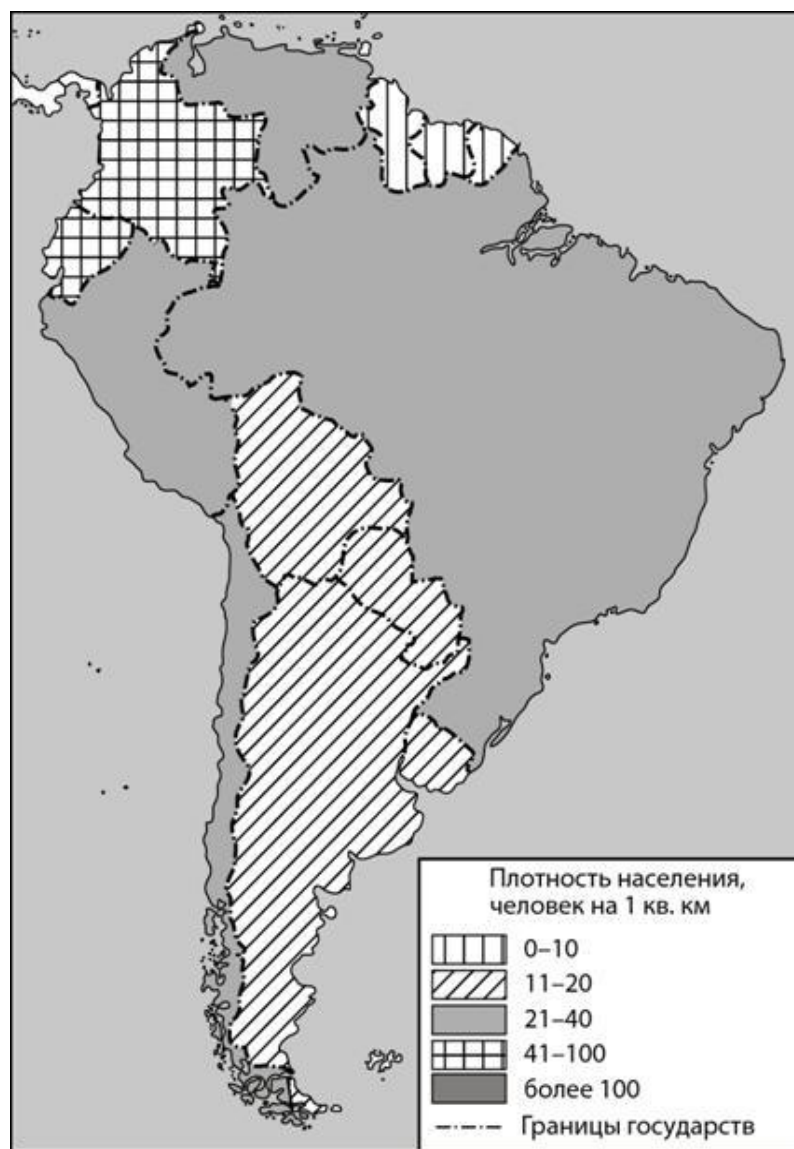 Плотность населения,
человек на 1 кв. км
0–10
11–20
21–40
41–100
более 100
Границы государств